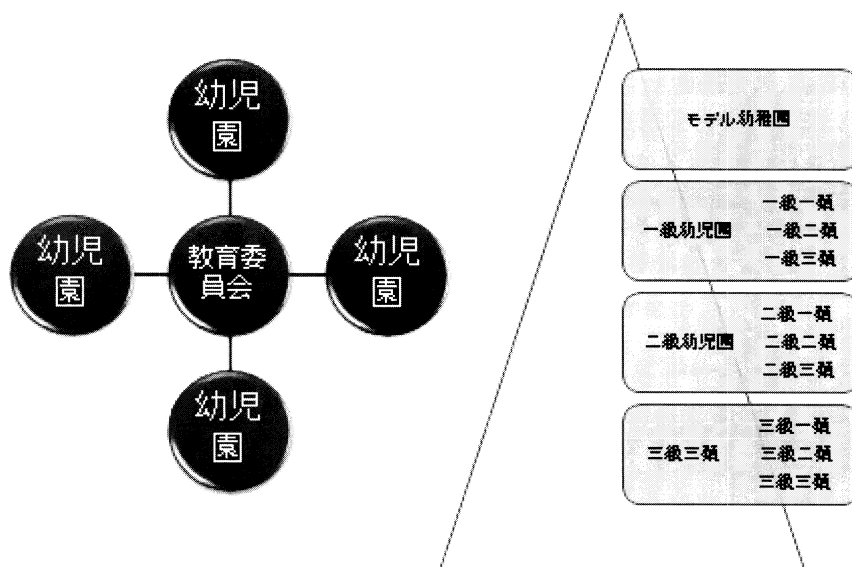 幼児
園
幼児
園
教育委
員会
幼児
園
幼児
園
モデル幼稚園
一級幼児園
一級一類
一級二類
一級三類
二級幼児園
二級一類
二級二類
二級三類
三級三類
三級一類
三級二類
三級三類